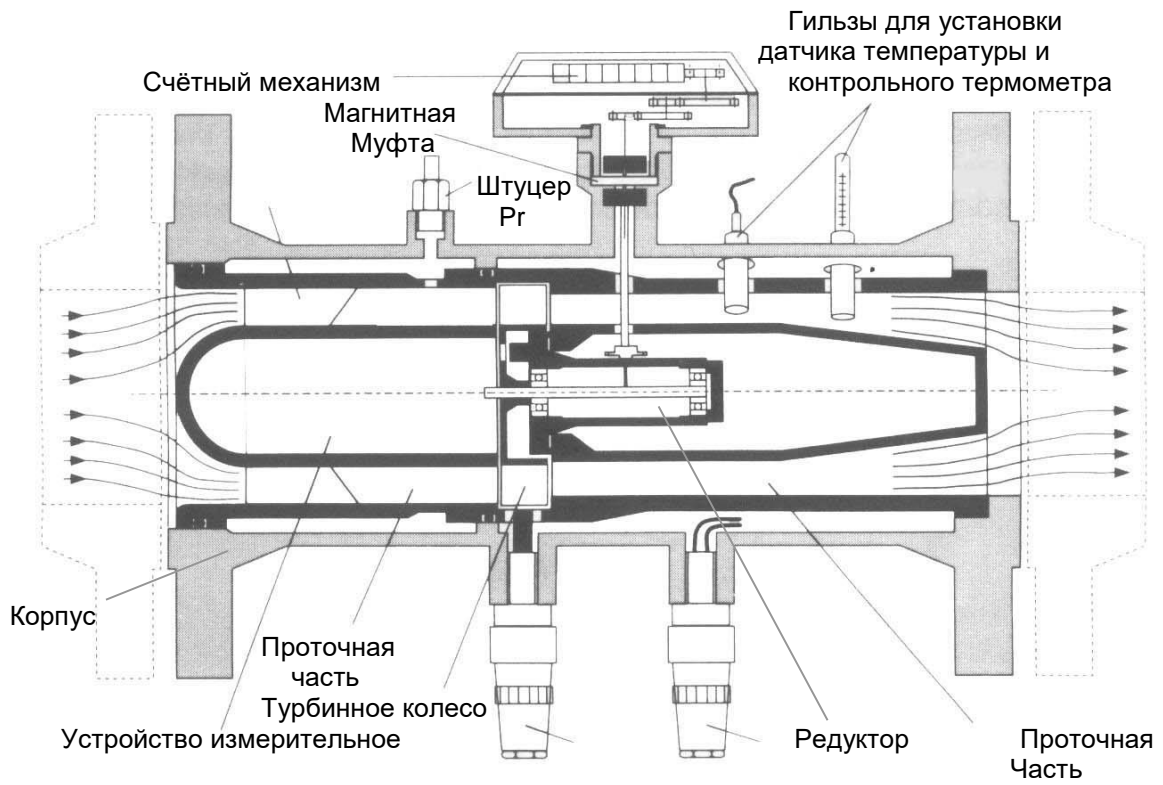 Гильзы для установки
датчика температуры и
контрольного термометра
Счётный механизм
Магнитная
Муфта
Штуцер
Pr
Корпус
Проточная
часть
Турбинное колесо
Устройство измерительное
Редуктор
Проточная
Часть